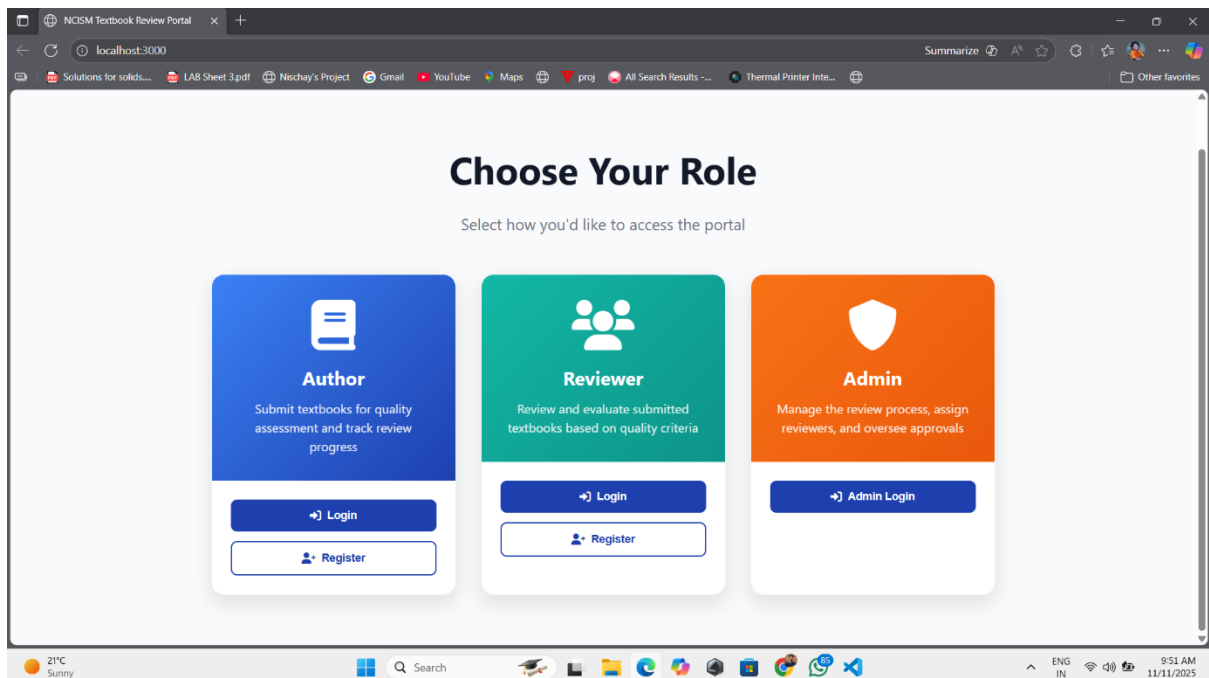 NCISM Textbook Review Portal
localhost:3000
Summarize
Solutions for solids.... LAB Sheet 3.pdf Nischay's Project Gmail YouTube Maps proj All Search Results -... Thermal Printer Inte... Other favorites
Choose Your Role
Select how you'd like to access the portal
Author
Submit textbooks for quality
assessment and track review
progress
Login
Register
Reviewer
Review and evaluate submitted
textbooks based on quality criteria
Login
Register
Admin
Manage the review process, assign
reviewers, and oversee approvals
Admin Login
21°C
Sunny
Search
85
ENG
IN
9:51 AM
11/11/2025